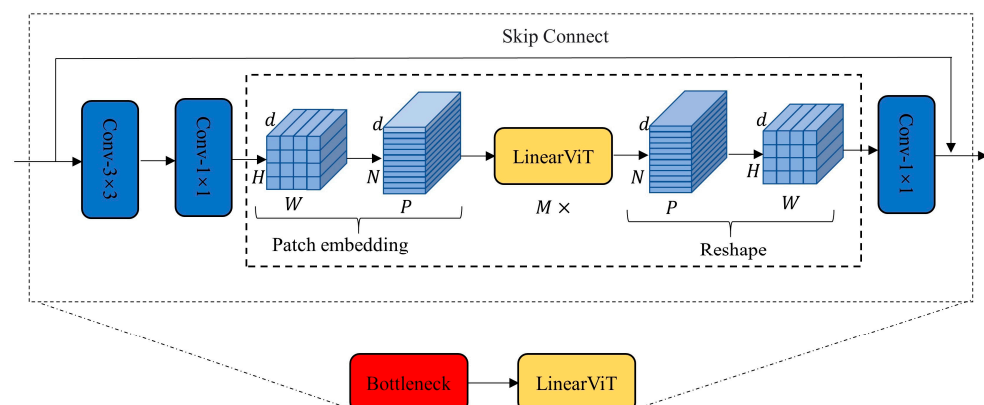 Skip Connect
Conv-3×3
Conv-1×1
d
H
W
d
N
P
Patch embedding
LinearViT
M ×
d
N
P
d
H
W
Reshape
Conv-1×1
Bottleneck
LinearViT